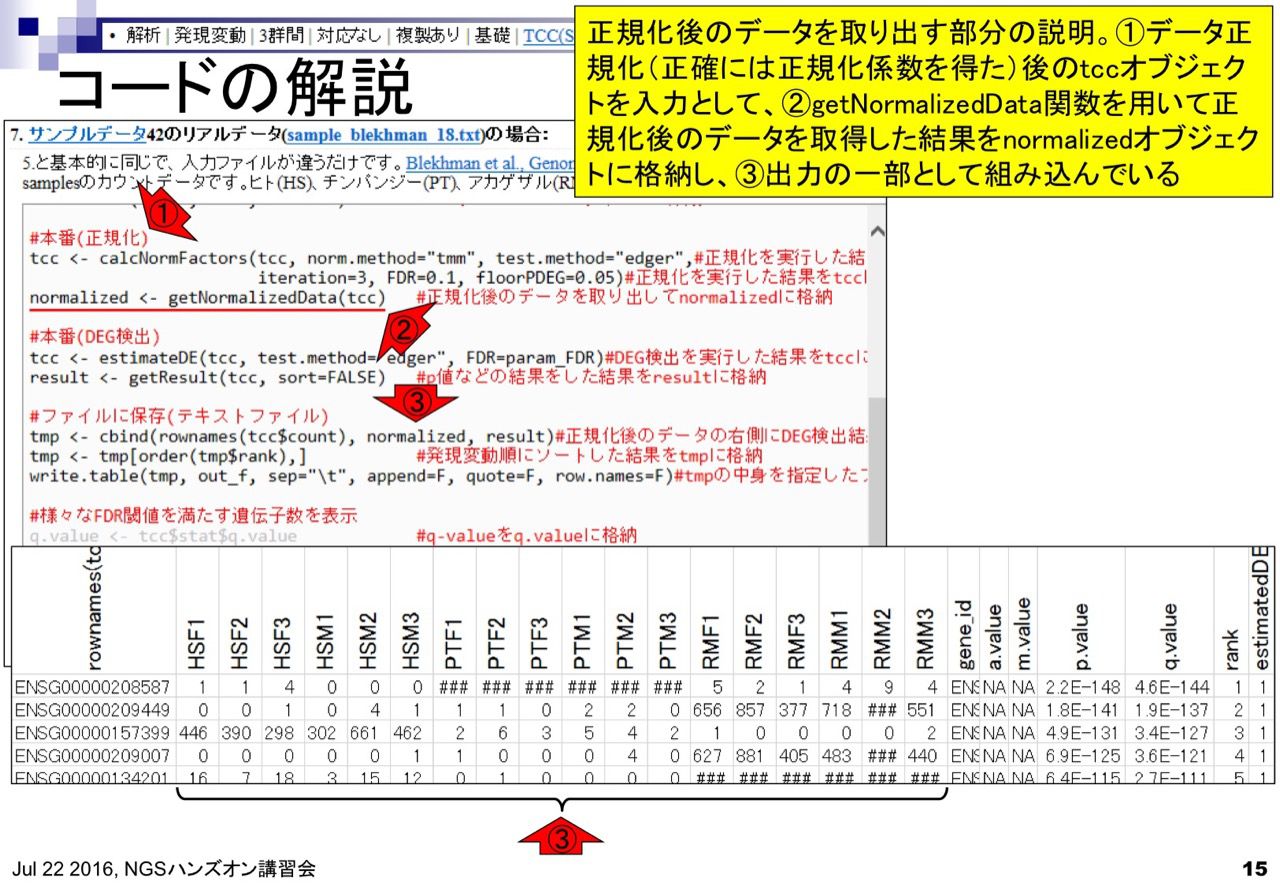 • 解析 | 発現変動 | 3群間 | 対応なし | 複製あり | 基礎 | TCC(S
コードの解説
正規化後のデータを取り出す部分の説明。①データ正
規化（正確には正規化係数を得た）後のtccオブジェク
トを入力として、②getNormalizedData関数を用いて正
規化後のデータを取得した結果をnormalizedオブジェク
トに格納し、③出力の一部として組み込んでいる
7. サンプルデータ42のリアルデータ(sample_blekhman_18.txt)の場合:
5.と基本的に同じで、入力ファイルが違うだけです。Blekhman et al., Genom
samplesのカウントデータです。ヒト(HS)、チンパンジー(PT)、アカゲザル(RM
①
#本番(正規化)
tcc <- calcNormFactors(tcc, norm.method="tmm", test.method="edger",#正規化を実行した結
iteration=3, FDR=0.1, floorPDEG=0.05)#正規化を実行した結果をtccに
normalized <- getNormalizedData(tcc) #正規化後のデータを取り出してnormalizedに格納
②
#本番(DEG検出)
tcc <- estimateDE(tcc, test.method="edger", FDR=param_FDR)#DEG検出を実行した結果をtccに
result <- getResult(tcc, sort=FALSE) #p値などの結果をした結果をresultに格納
③
#ファイルに保存(テキストファイル)
tmp <- cbind(rownames(tcc$count), normalized, result)#正規化後のデータの右側にDEG検出結
tmp <- tmp[order(tmp$rank),] #発現変動順にソートした結果をtmpに格納
write.table(tmp, out_f, sep="\t", append=F, quote=F, row.names=F)#tmpの中身を指定した
#様々なFDR閾値を満たす遺伝子数を表示
q.value <- tcc$stat$q.value #q-valueをq.valueに格納
rownames(tc HSF1 HSF2 HSF3 HSM1 HSM2 HSM3 PTF1 PTF2 PTF3 PTM1 PTM2 PTM3 RMF1 RMF2 RMF3 RMM1 RMM2 RMM3 gene_id a.value m.value p.value q.value rank estimatedDE
ENSG00000208587 1 1 4 0 0 0 ### ### ### ### ### ### 5 2 1 4 9 4 ENS NA NA 2.2E-148 4.6E-144 1 1
ENSG00000209449 0 0 1 0 4 1 1 1 0 2 2 0 656 857 377 718 ### 551 ENS NA NA 1.8E-141 1.9E-137 2 1
ENSG00000157399 446 390 298 302 661 462 2 6 3 5 4 2 1 0 0 0 0 2 ENS NA NA 4.9E-131 3.4E-127 3 1
ENSG00000209007 0 0 0 0 0 1 1 0 0 0 4 0 627 881 405 483 ### 440 ENS NA NA 6.9E-125 3.6E-121 4 1
ENSG00000134201 16 7 18 3 15 12 0 1 0 0 0 0 ### ### ### ### ### ### ENS NA NA 6.4E-115 2.7E-111 5 1
③
Jul 22 2016, NGSハンズオン講習会
15